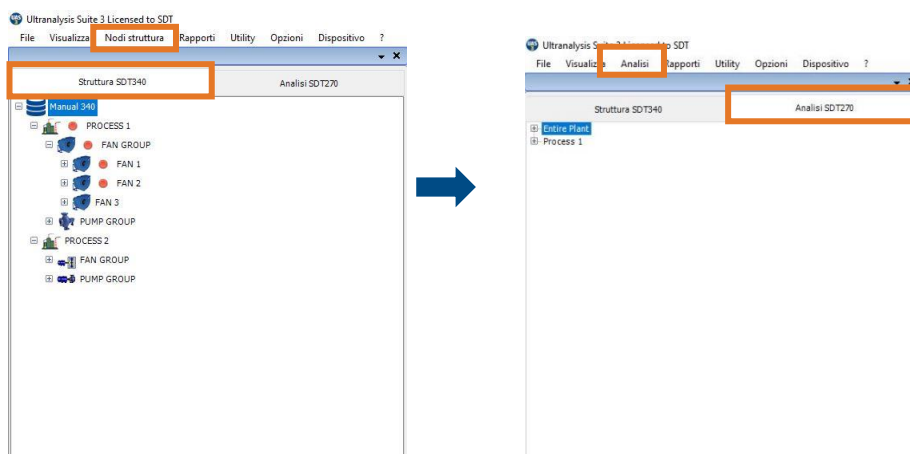 Ultranalysis Suite 3 Licensed to SDT
File Visualizza Nodi struttura Rapporti Utility Opzioni Dispositivo ?
Struttura SDT340 Analisi SDT270
Manual 340
PROCESS 1
FAN GROUP
FAN 1
FAN 2
FAN 3
PUMP GROUP
PROCESS 2
FAN GROUP
PUMP GROUP
Ultranalysis Suite 3 Licensed to SDT
File Visualizza Analisi Rapporti Utility Opzioni Dispositivo ?
Struttura SDT340 Analisi SDT270
Entire Plant
Process 1